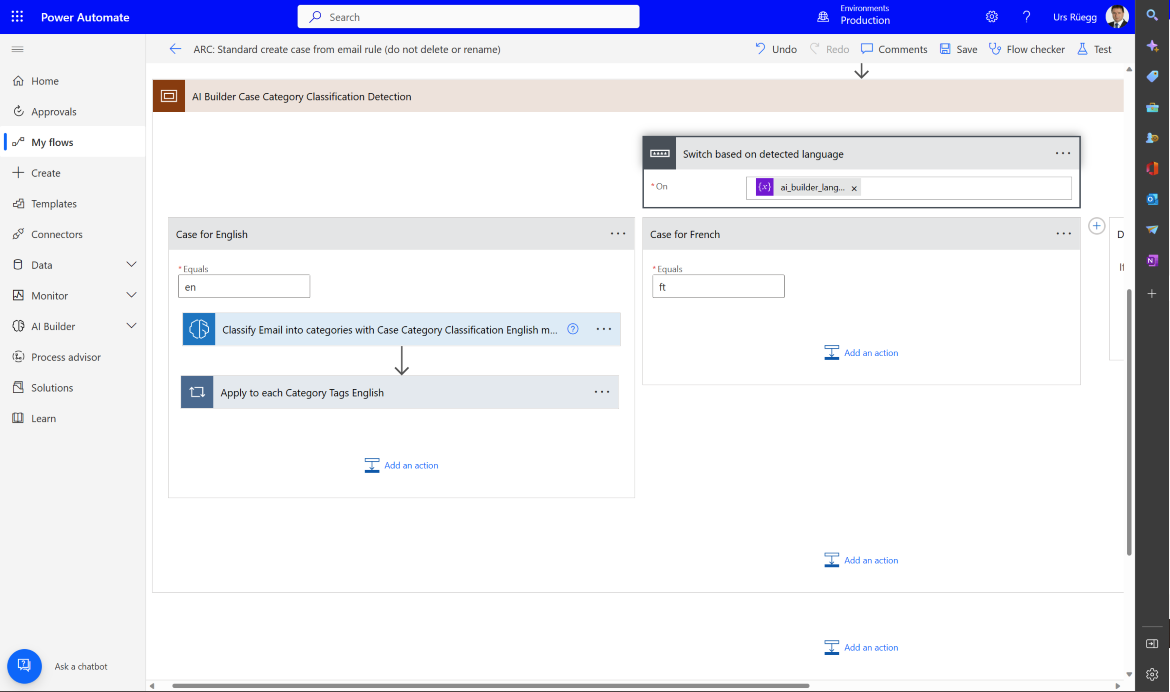 Power Automate
Search
Environments
Production
Urs Rüegg
ARC: Standard create case from email rule (do not delete or rename)
Undo
Redo
Comments
Save
Flow checker
Test
Home
Approvals
My flows
Create
Templates
Connectors
Data
Monitor
AI Builder
Process advisor
Solutions
Learn
Ask a chatbot
AI Builder Case Category Classification Detection
Switch based on detected language
* On
{x} ai_builder_lang... x
Case for English
* Equals
en
Classify Email into categories with Case Category Classification English m...
Apply to each Category Tags English
Add an action
Case for French
* Equals
ft
Add an action
D
It
Add an action
Add an action